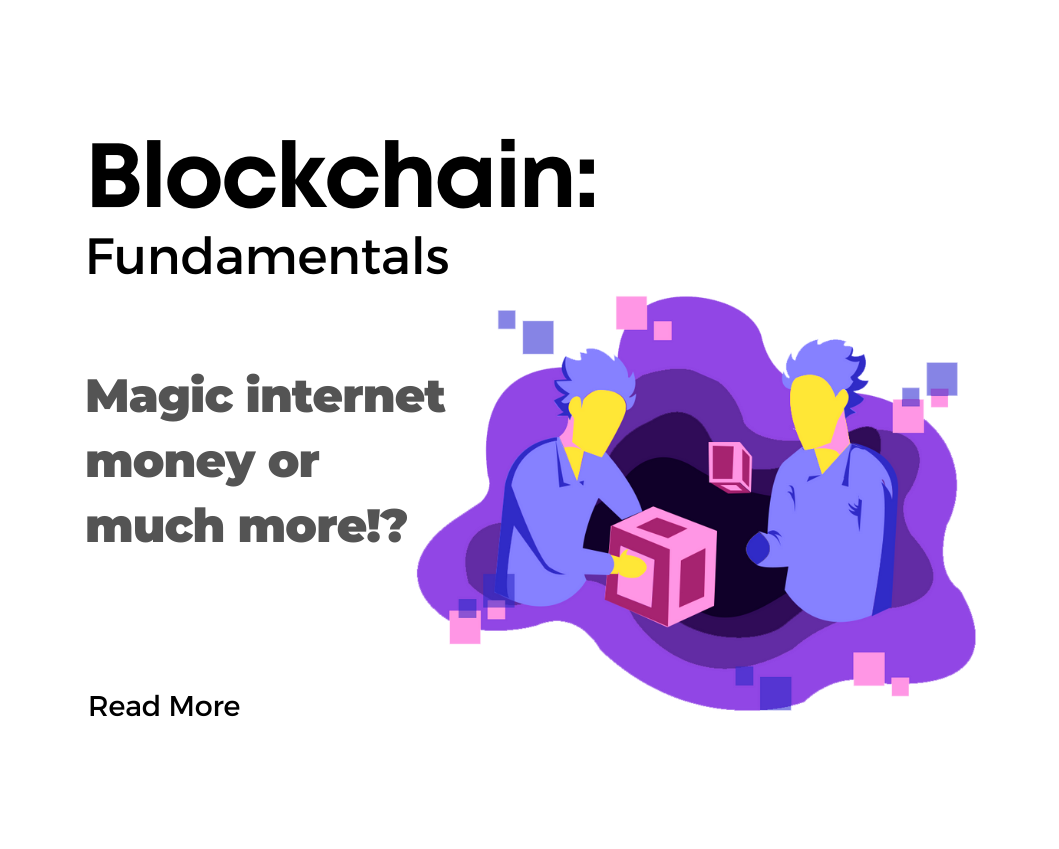 Blockchain:
Fundamentals
Magic internet
money or
much more!?
Read More